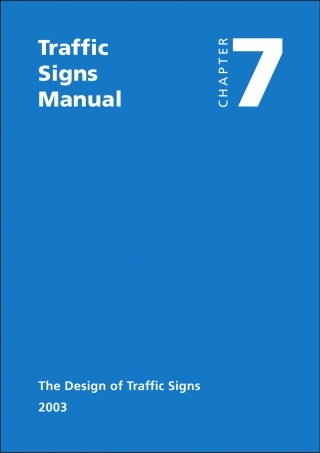 Traffic
Signs
Manual
CHAPTER 7
The Design of Traffic Signs
2003